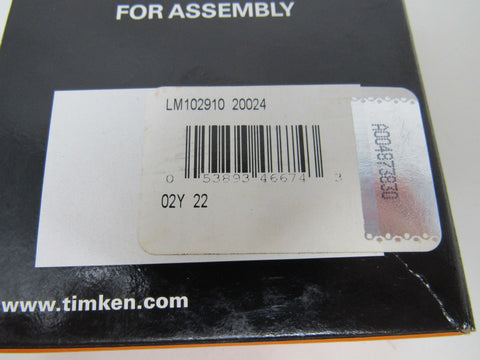 FOR ASSEMBLY
LM102910 20024
A004873830
0 53893 46674 3
02Y 22
www.timken.com